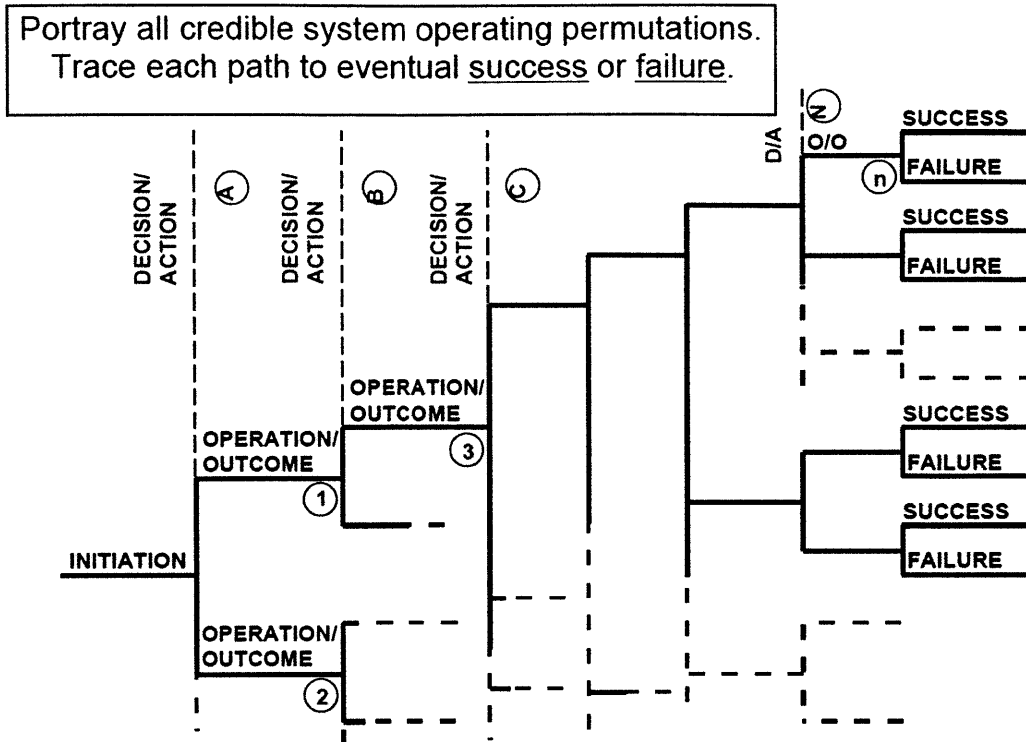 Portray all credible system operating permutations.
Trace each path to eventual success or failure.
DECISION/
ACTION
A
DECISION/
ACTION
B
DECISION/
ACTION
C
D/A
N
O/O
n
SUCCESS
FAILURE
SUCCESS
FAILURE
OPERATION/
OUTCOME
3
OPERATION/
OUTCOME
1
SUCCESS
FAILURE
SUCCESS
FAILURE
INITIATION
OPERATION/
OUTCOME
2